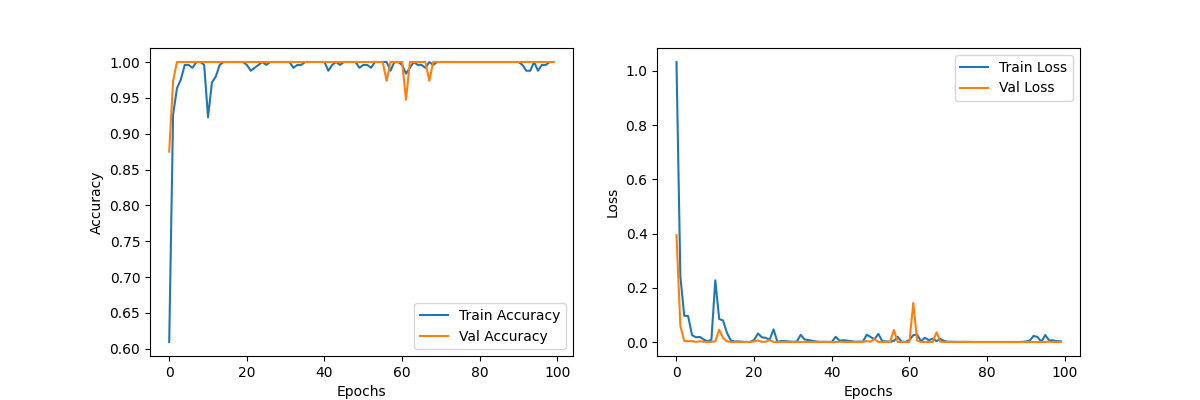 1.00
0.95
0.90
0.85
0.80
0.75
0.70
0.65
0.60
Accuracy
0 20 40 60 80 100
Epochs
Train Accuracy
Val Accuracy
1.0
0.8
0.6
0.4
0.2
0.0
Loss
0 20 40 60 80 100
Epochs
Train Loss
Val Loss